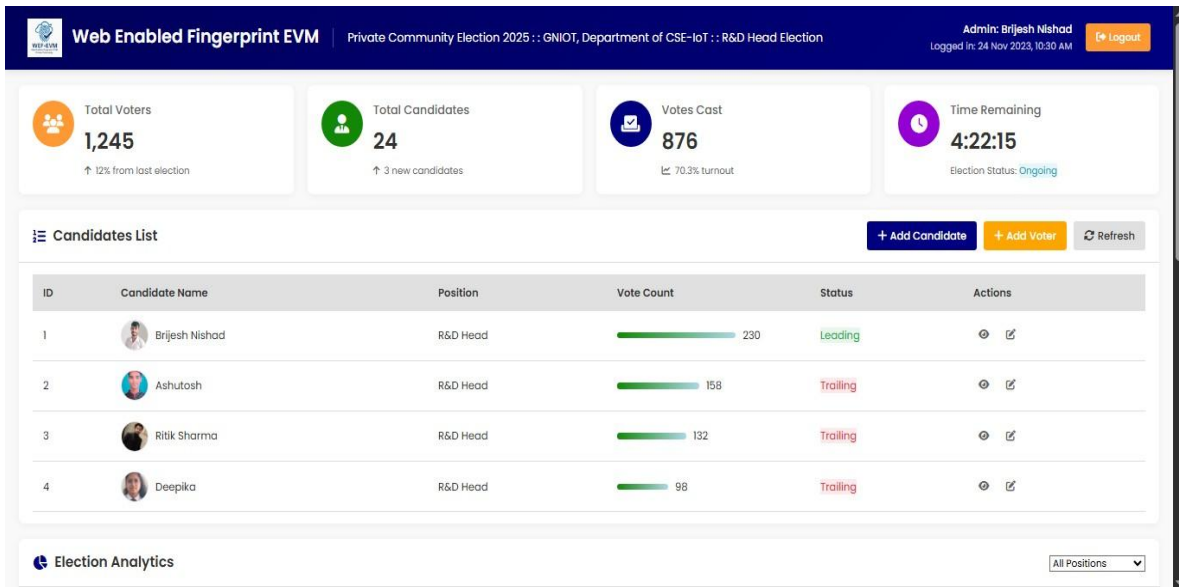 WEF-EVM
Web Enabled Fingerprint EVM
Private Community Election 2025 : : GNIOT, Department of CSE-IoT : : R&D Head Election
Admin: Brijesh Nishad
Logged in: 24 Nov 2023, 10:30 AM
Logout
Total Voters
1,245
↑ 12% from last election
Total Candidates
24
↑ 3 new candidates
Votes Cast
876
70.3% turnout
Time Remaining
4:22:15
Election Status: Ongoing
Candidates List
+ Add Candidate
+ Add Voter
Refresh
ID Candidate Name Position Vote Count Status Actions
1 Brijesh Nishad R&D Head 230 Leading
2 Ashutosh R&D Head 158 Trailing
3 Ritik Sharma R&D Head 132 Trailing
4 Deepika R&D Head 98 Trailing
Election Analytics
All Positions